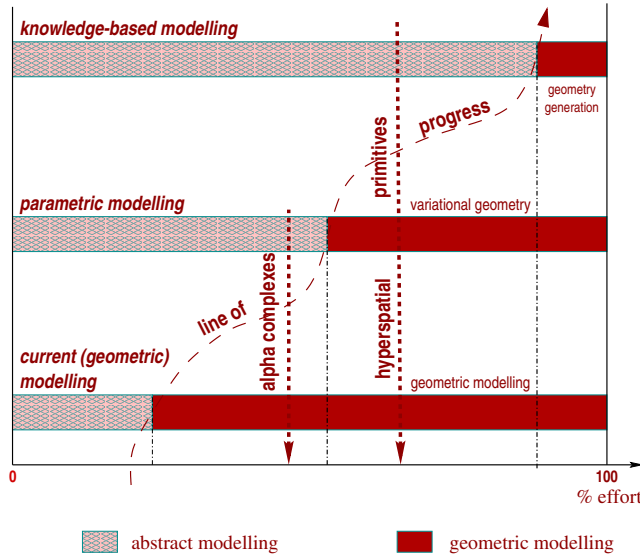 knowledge-based modelling
geometry
generation
progress
primitives
parametric modelling
variational geometry
line of
alpha complexes
hyperspatial
current (geometric)
modelling
geometric modelling
0
100
% effort
abstract modelling
geometric modelling